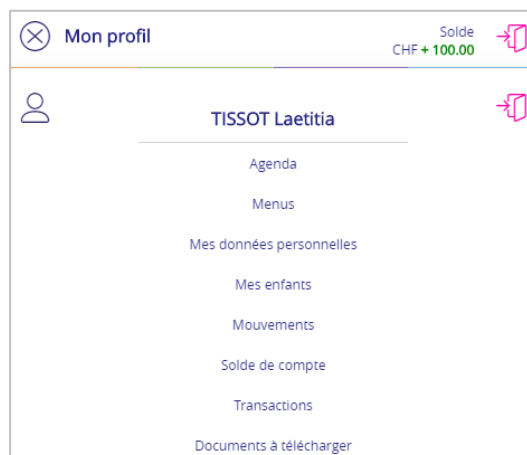 Mon profil
Solde
CHF + 100.00
TISSOT Laetitia
Agenda
Menus
Mes données personnelles
Mes enfants
Mouvements
Solde de compte
Transactions
Documents à télécharger